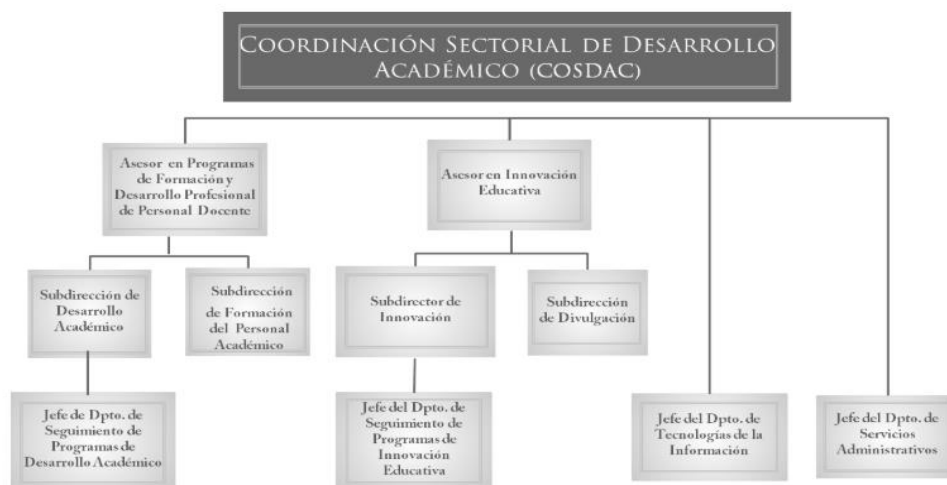 COORDINACIÓN SECTORIAL DE DESARROLLO
ACADÉMICO (COSDAC)
Asesor en Programas
de Formación y
Desarrollo Profesional
de Personal Docente
Asesor en Innovación
Educativa
Subdirección de
Desarrollo
Académico
Subdirección
de Formación
del Personal
Académico
Subdirector de
Innovación
Subdirección
de Divulgación
Jefe de Dpto. de
Seguimiento de
Programas de
Desarrollo Académico
Jefe del Dpto. de
Seguimiento de
Programas de
Innovación
Educativa
Jefe del Dpto. de
Tecnologías de la
Información
Jefe del Dpto. de
Servicios
Administrativos